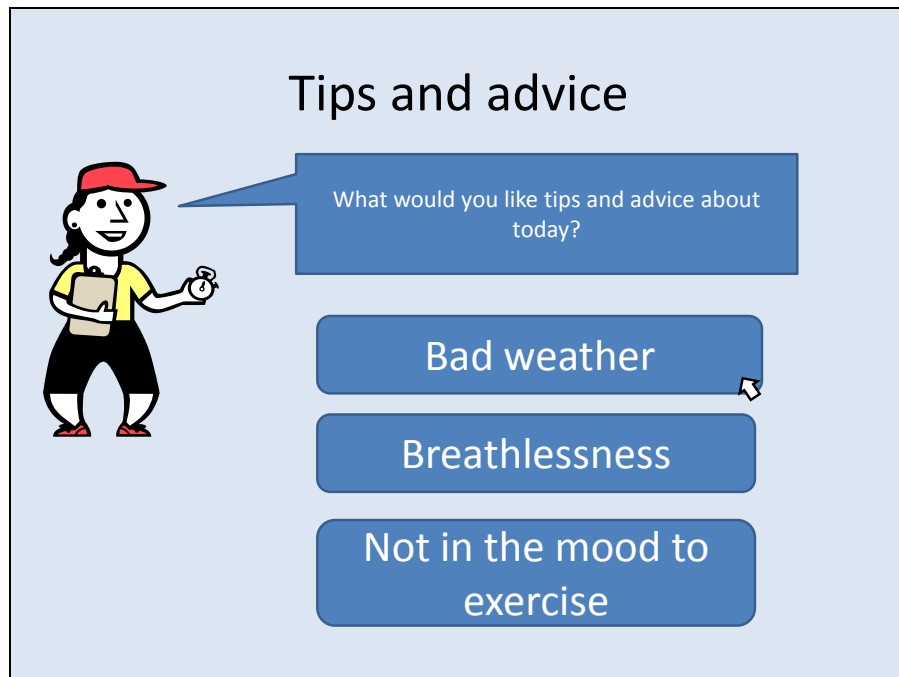 Tips and advice
What would you like tips and advice about
today?
Bad weather
Breathlessness
Not in the mood to
exercise